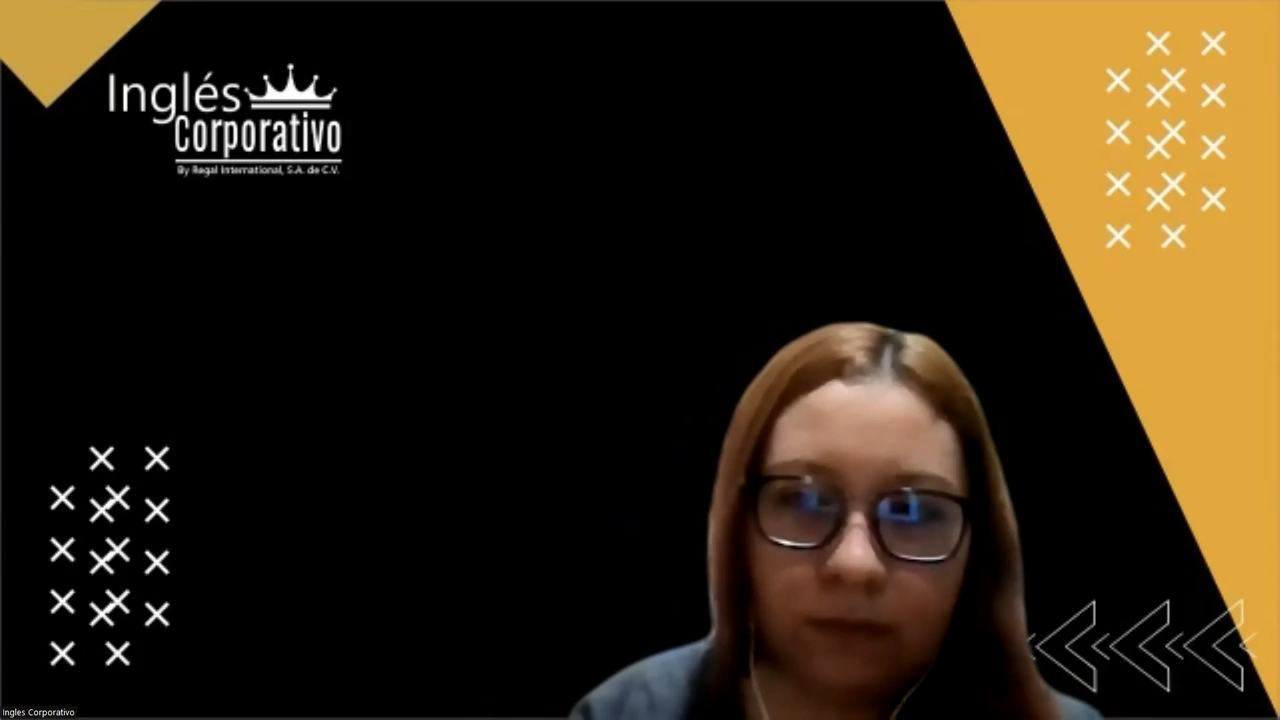 Inglés
Corporativo
By Regal International, S.A. de C.V.
Ingles Corporativo